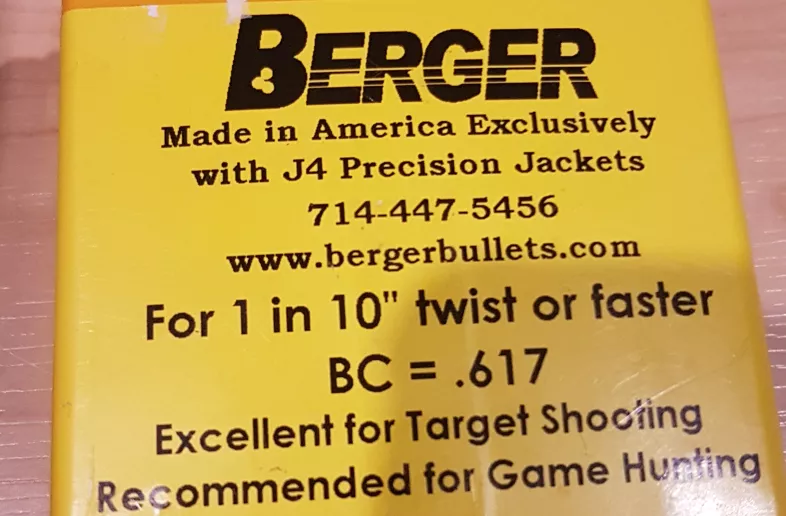 BERGER
Made in America Exclusively
with J4 Precision Jackets
714-447-5456
www.bergerbullets.com
For 1 in 10" twist or faster
BC = .617
Excellent for Target Shooting
Recommended for Game Hunting